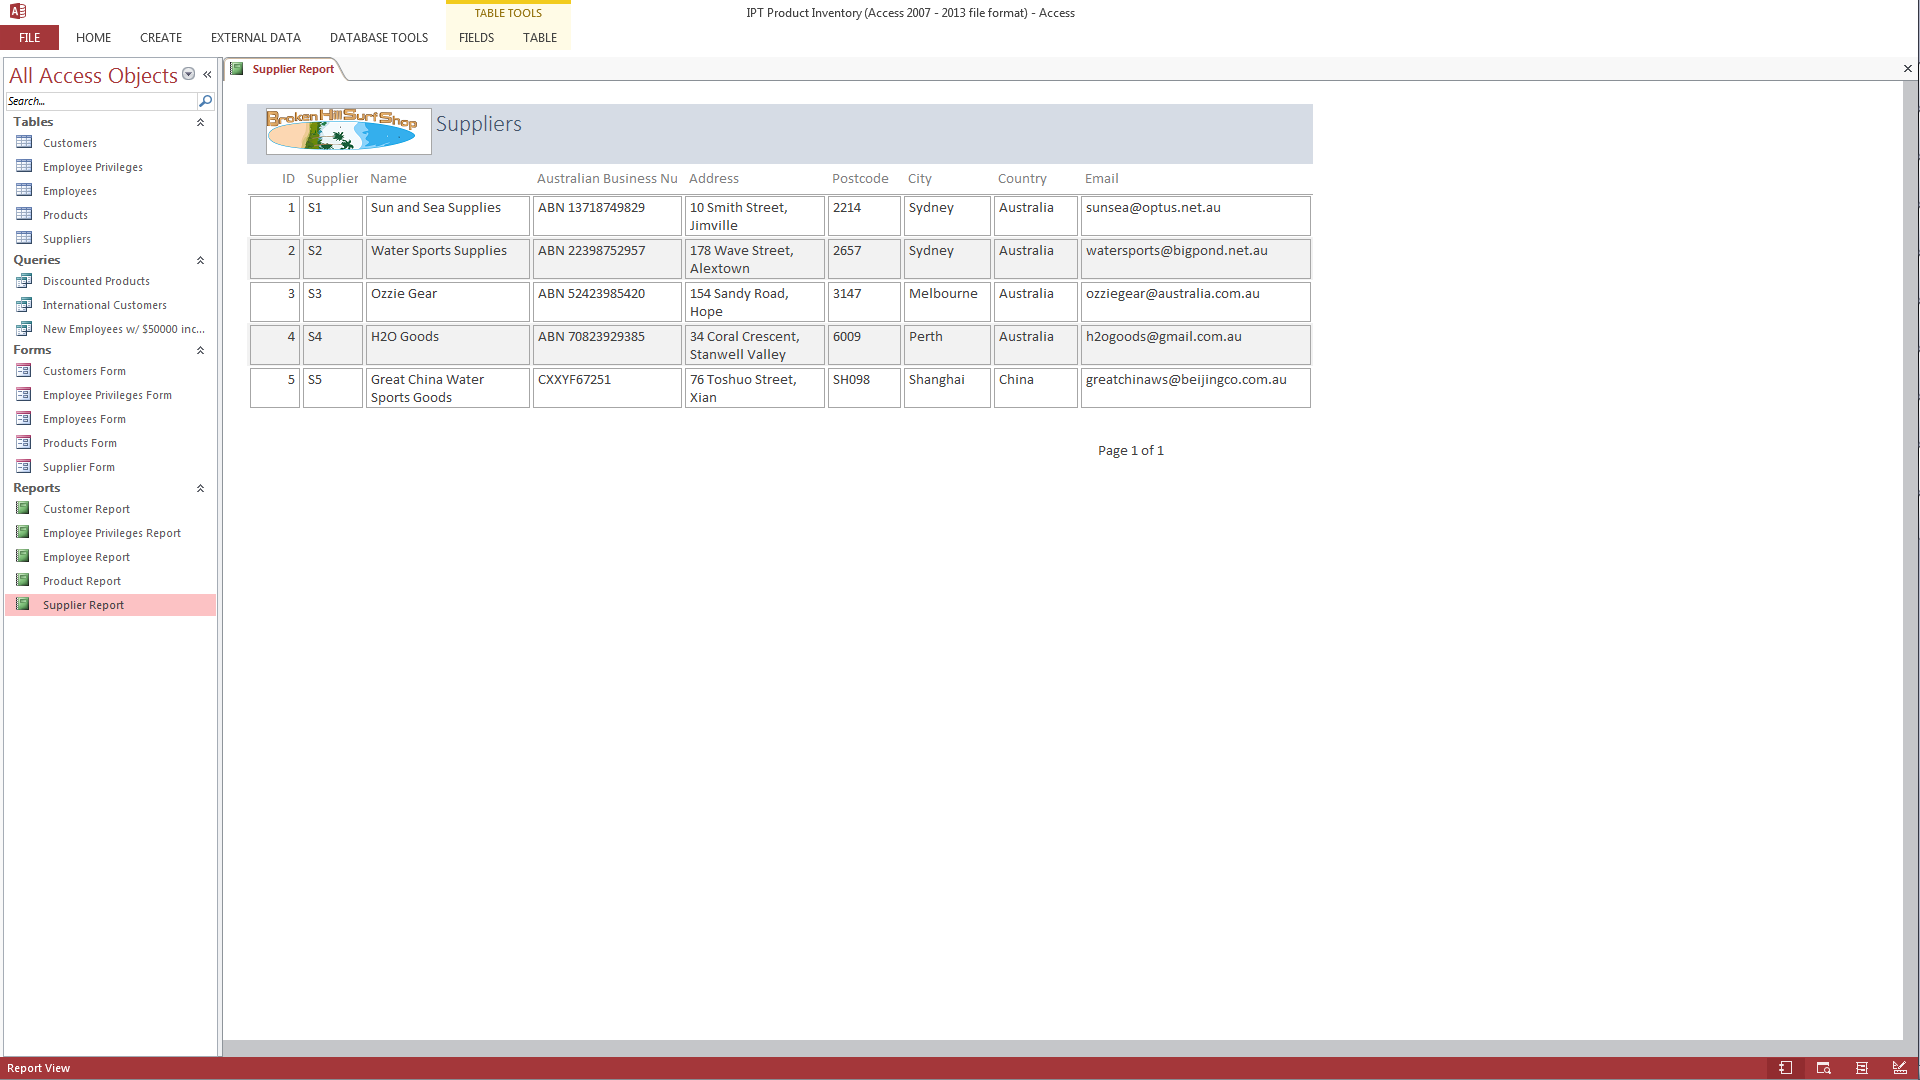 TABLE TOOLS
IPT Product Inventory (Access 2007 - 2013 file format) - Access
FILE HOME CREATE EXTERNAL DATA DATABASE TOOLS FIELDS TABLE
All Access Objects «
Search...
Tables
Customers
Employee Privileges
Employees
Products
Suppliers
Queries
Discounted Products
International Customers
New Employees w/ $50000 inc...
Forms
Customers Form
Employee Privileges Form
Employees Form
Products Form
Supplier Form
Reports
Customer Report
Employee Privileges Report
Employee Report
Product Report
Supplier Report
Supplier Report
Broken Hill Surf Shop
Suppliers
ID Supplier Name Australian Business Nu Address Postcode City Country Email
1 S1 Sun and Sea Supplies ABN 13718749829 10 Smith Street, 2214 Sydney Australia sunsea@optus.net.au
Jimville
2 S2 Water Sports Supplies ABN 22398752957 178 Wave Street, 2657 Sydney Australia watersports@bigpond.net.au
Alextown
3 S3 Ozzie Gear ABN 52423985420 154 Sandy Road, 3147 Melbourne Australia ozziegear@australia.com.au
Hope
4 S4 H2O Goods ABN 70823929385 34 Coral Crescent, 6009 Perth Australia h2ogoods@gmail.com.au
Stanwell Valley
5 S5 Great China Water CXXYF67251 76 Toshuo Street, SH098 Shanghai China greatchinaws@beijingco.com.au
Sports Goods Xian
Page 1 of 1
Report View